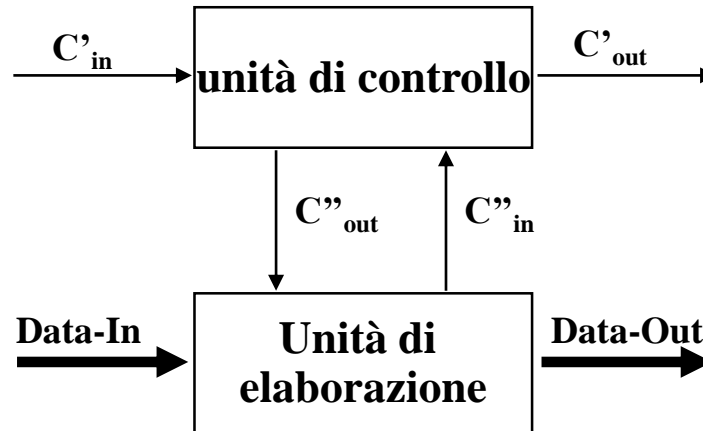 C’in
unità di controllo
C’out
C”out
C”in
Data-In
Unità di
elaborazione
Data-Out